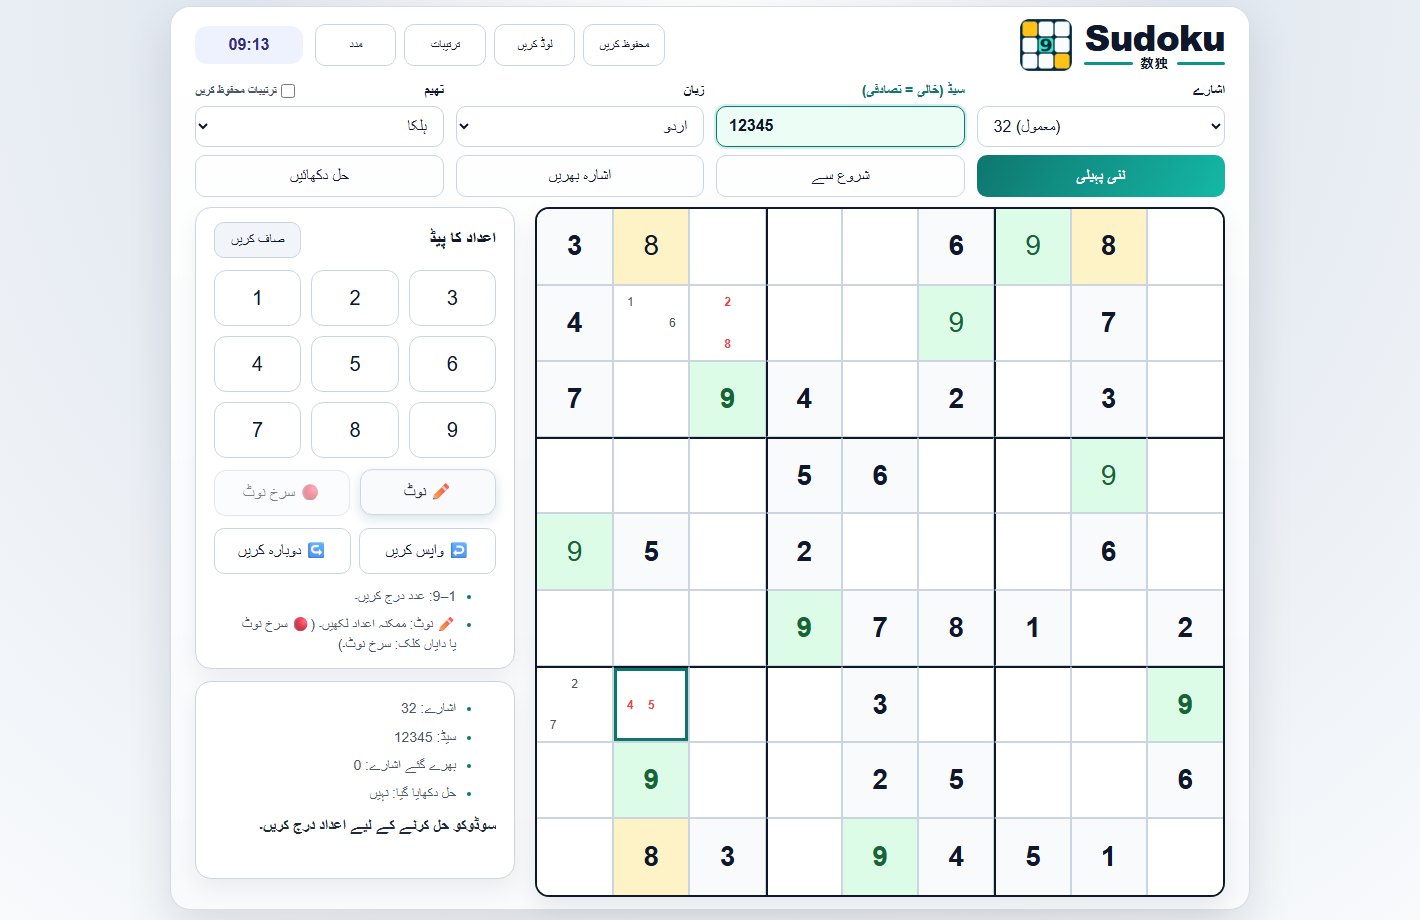 Sudoku
数独
9
محفوظ کریں
لوڈ کریں
ترتیبات
مدد
09:13
اشارے
سیڈ (خالی = تصادفی)
زبان
تھیم
ترتیبات محفوظ کریں
32 (معمول)
12345
اردو
ہلکا
نئی پہیلی
شروع سے
اشارہ بھریں
حل دکھائیں
3 8 6 9 8
4 1 6 2 8 9 7
7 9 4 2 3
5 6 9
9 5 2 6
9 7 8 1 2
2 7 4 5 3 9
9 2 5 6
8 3 9 4 5 1
اعداد کا پیڈ
صاف کریں
1 2 3
4 5 6
7 8 9
✏️ نوٹ
🔴 سرخ نوٹ
↩️ واپس کریں
↪️ دوبارہ کریں
• 1–9: عدد درج کریں۔
• ✏️ نوٹ: ممکنہ اعداد لکھیں۔ (🔴 سرخ نوٹ
یا دایاں کلک: سرخ نوٹ۔)
• اشارے: 32
• سیڈ: 12345
• بھرے گئے اشارے: 0
• حل دکھایا گیا: نہیں
سوڈوکو حل کرنے کے لیے اعداد درج کریں۔